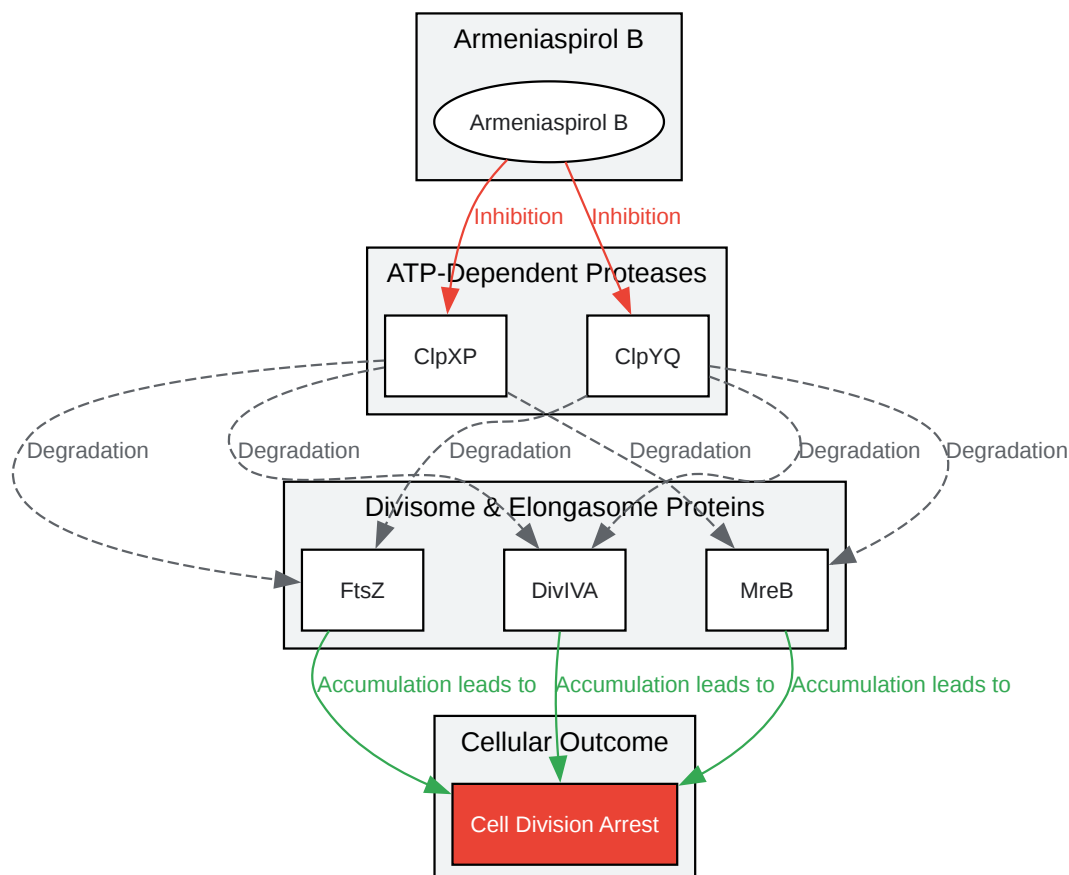 Armeniaspirol B
Armeniaspirol B
Inhibition
Inhibition
ATP-Dependent Proteases
ClpXP
ClpYQ
Degradation
Degradation
Degradation
Degradation
Degradation
Degradation
Divisome & Elongasome Proteins
FtsZ
DivIVA
MreB
Accumulation leads to
Accumulation leads to
Accumulation leads to
Cellular Outcome
Cell Division Arrest